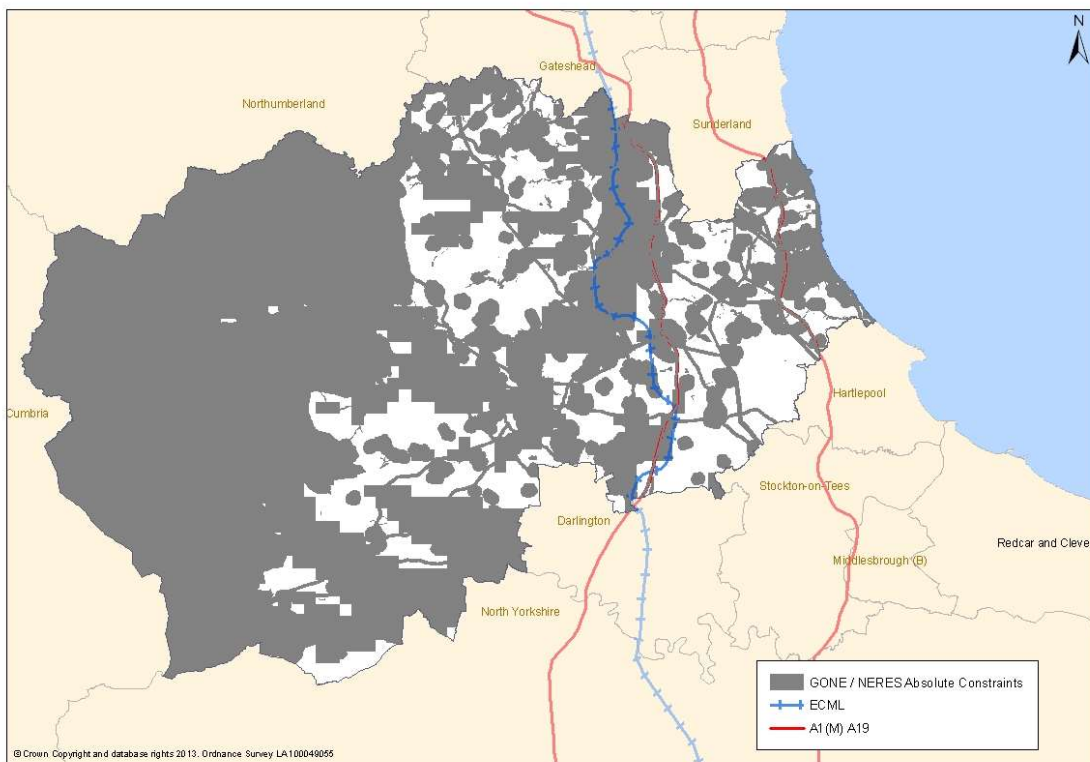 N
Gateshead
Northumberland
Sunderland
Cumbria
Hartlepool
Stockton-on-Tees
Darlington
Redcar and Cleve
Middlesbrough (B)
North Yorkshire
GONE / NERES Absolute Constraints
ECML
A1(M) A19
© Crown Copyright and database rights 2013. Ordnance Survey LA100049055